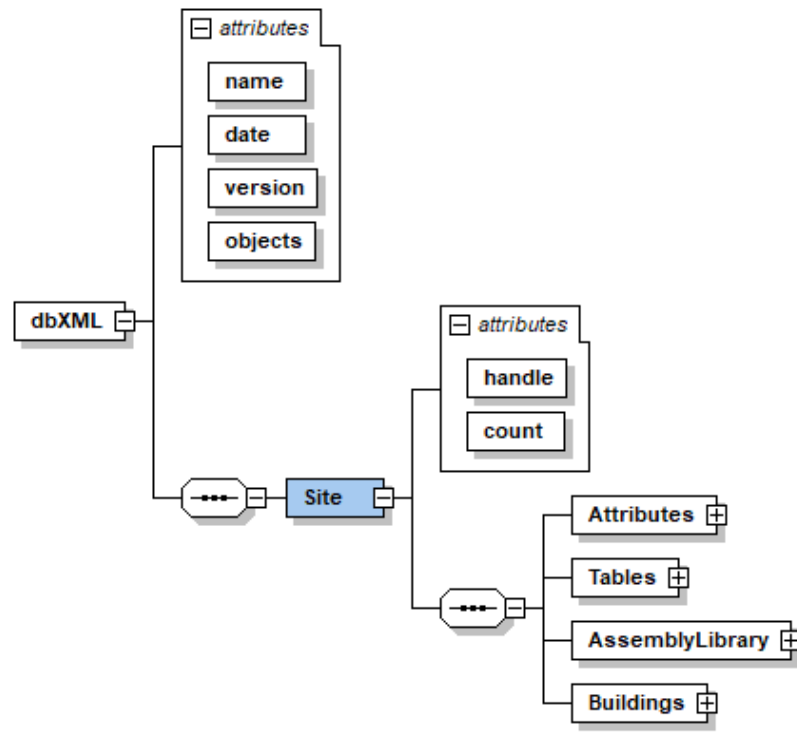 attributes
name
date
version
objects
dbXML
attributes
handle
count
Site
Attributes
Tables
AssemblyLibrary
Buildings